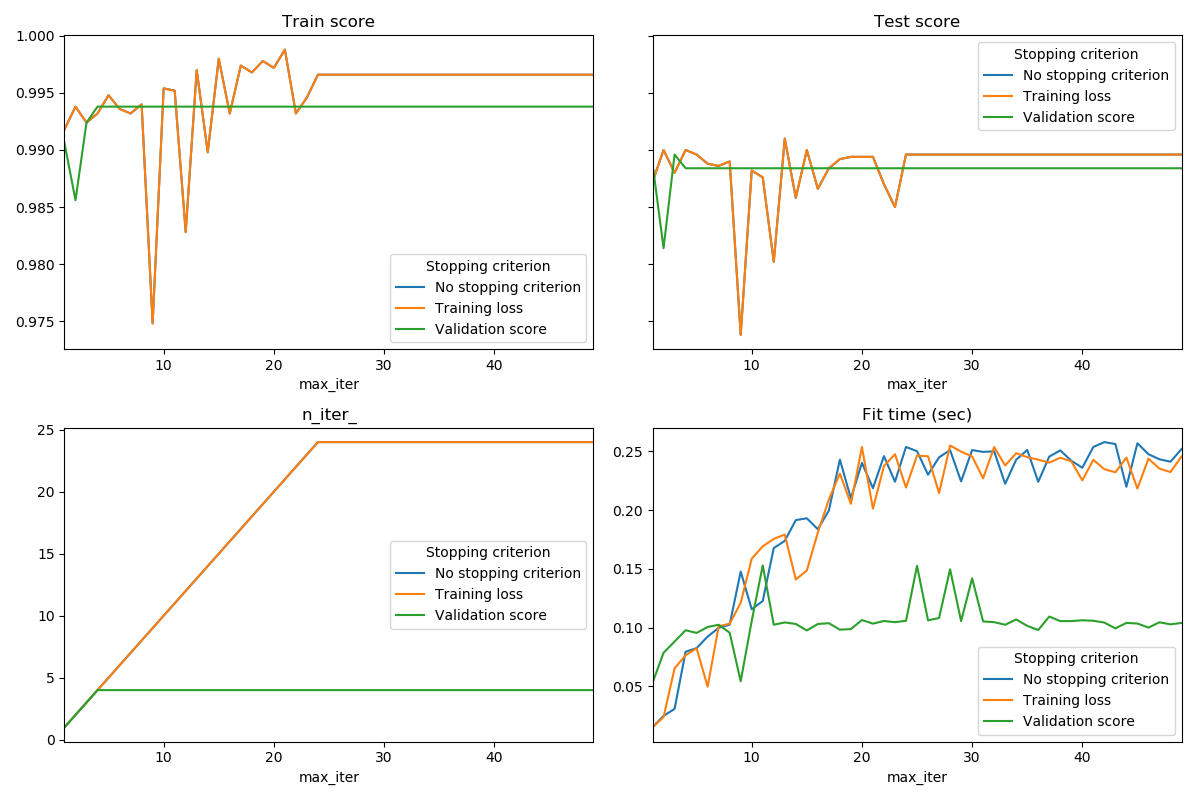 Train score
1.000
0.995
0.990
0.985
0.980
0.975
Stopping criterion
No stopping criterion
Training loss
Validation score
10 20 30 40
max_iter
Test score
Stopping criterion
No stopping criterion
Training loss
Validation score
10 20 30 40
max_iter
n_iter_
25
20
15
10
5
0
Stopping criterion
No stopping criterion
Training loss
Validation score
10 20 30 40
max_iter
Fit time (sec)
0.25
0.20
0.15
0.10
0.05
Stopping criterion
No stopping criterion
Training loss
Validation score
10 20 30 40
max_iter